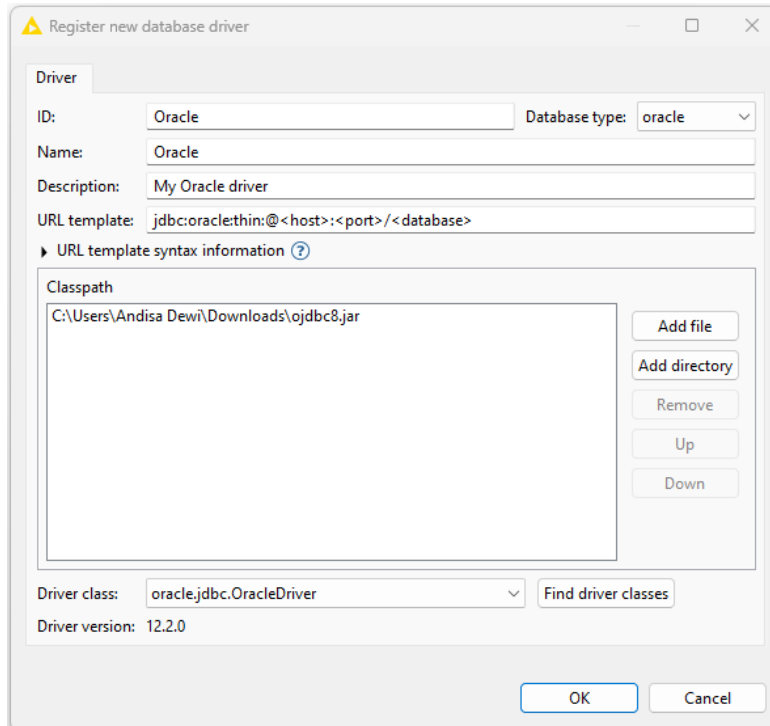 Register new database driver
Driver
ID: Oracle Database type: oracle
Name: Oracle
Description: My Oracle driver
URL template: jdbc:oracle:thin:@<host>:<port>/<database>
URL template syntax information ?
Classpath
C:\Users\Andisa Dewi\Downloads\ojdbc8.jar
Add file
Add directory
Remove
Up
Down
Driver class: oracle.jdbc.OracleDriver Find driver classes
Driver version: 12.2.0
OK Cancel